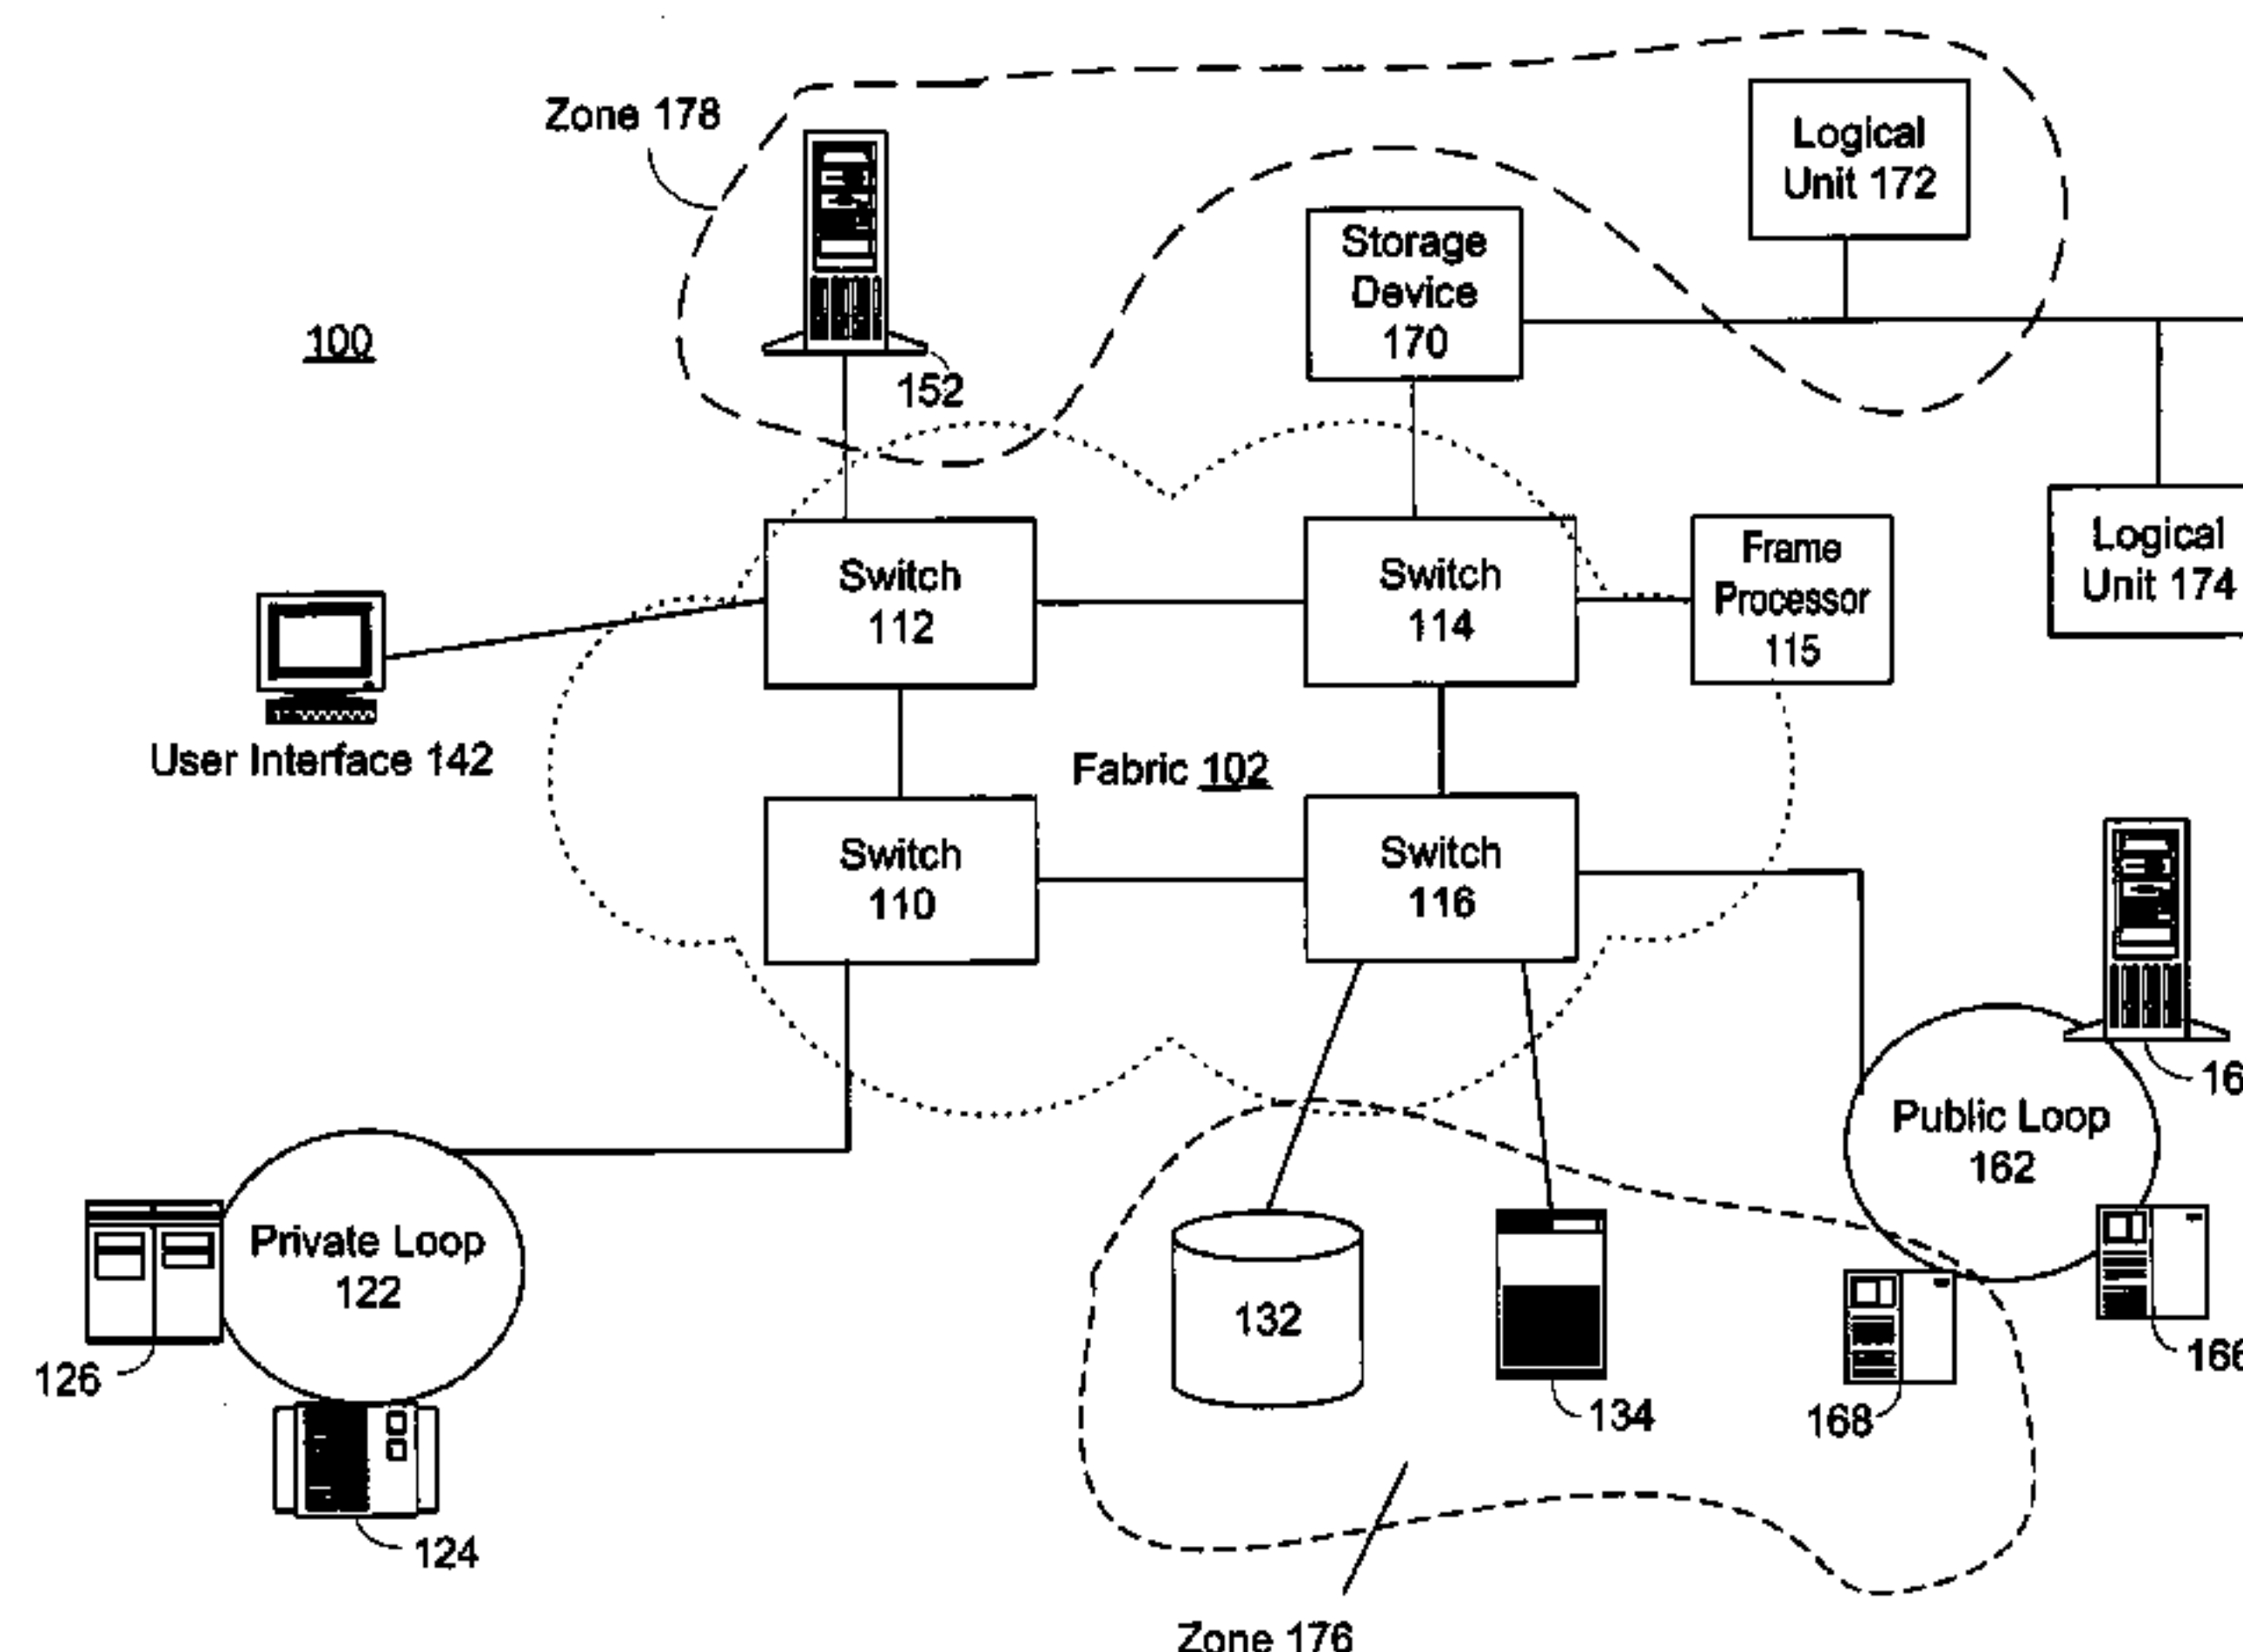 Zone 178
Logical
Unit 172
Storage
Device
170
100
152
Switch
112
Switch
114
Frame
Processor
115
Logical
Unit 174
User Interface 142
Fabric 102
Switch
110
Switch
116
Public Loop
162
Private Loop
122
132
126
134
168
166
124
Zone 176